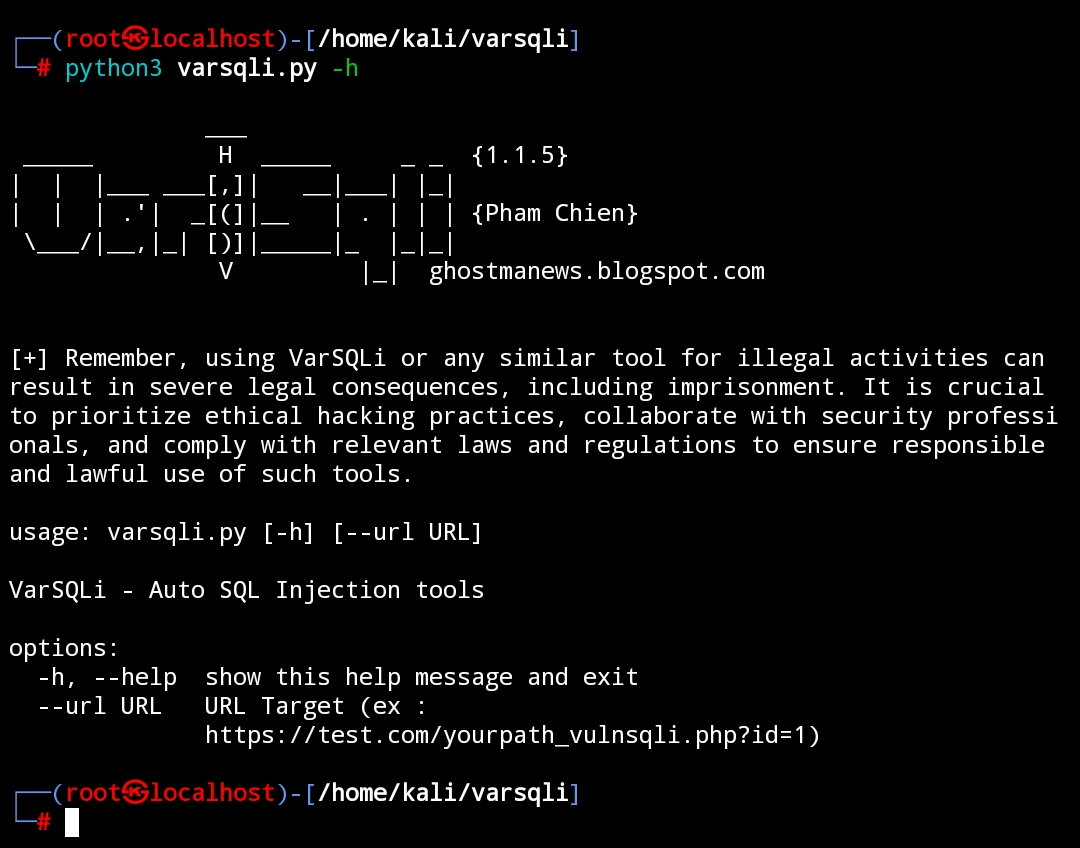 ┌──(root㉿localhost)-[/home/kali/varsqli]
└─# python3 varsqli.py -h

              ___
 _____         H  _____     _ _  {1.1.5}
|  |  |___ ___[,]|   __|___| |_|
|  |  | .'|  _[(]|__   | . | | | {Pham Chien}
 \___/|__,|_| [)]|_____|_  |_|_|
               V         |_|  ghostmanews.blogspot.com

[+] Remember, using VarSQLi or any similar tool for illegal activities can
result in severe legal consequences, including imprisonment. It is crucial
to prioritize ethical hacking practices, collaborate with security professi
onals, and comply with relevant laws and regulations to ensure responsible
and lawful use of such tools.

usage: varsqli.py [-h] [--url URL]

VarSQLi - Auto SQL Injection tools

options:
  -h, --help  show this help message and exit
  --url URL   URL Target (ex :
              https://test.com/yourpath_vulnsqli.php?id=1)

┌──(root㉿localhost)-[/home/kali/varsqli]
└─#